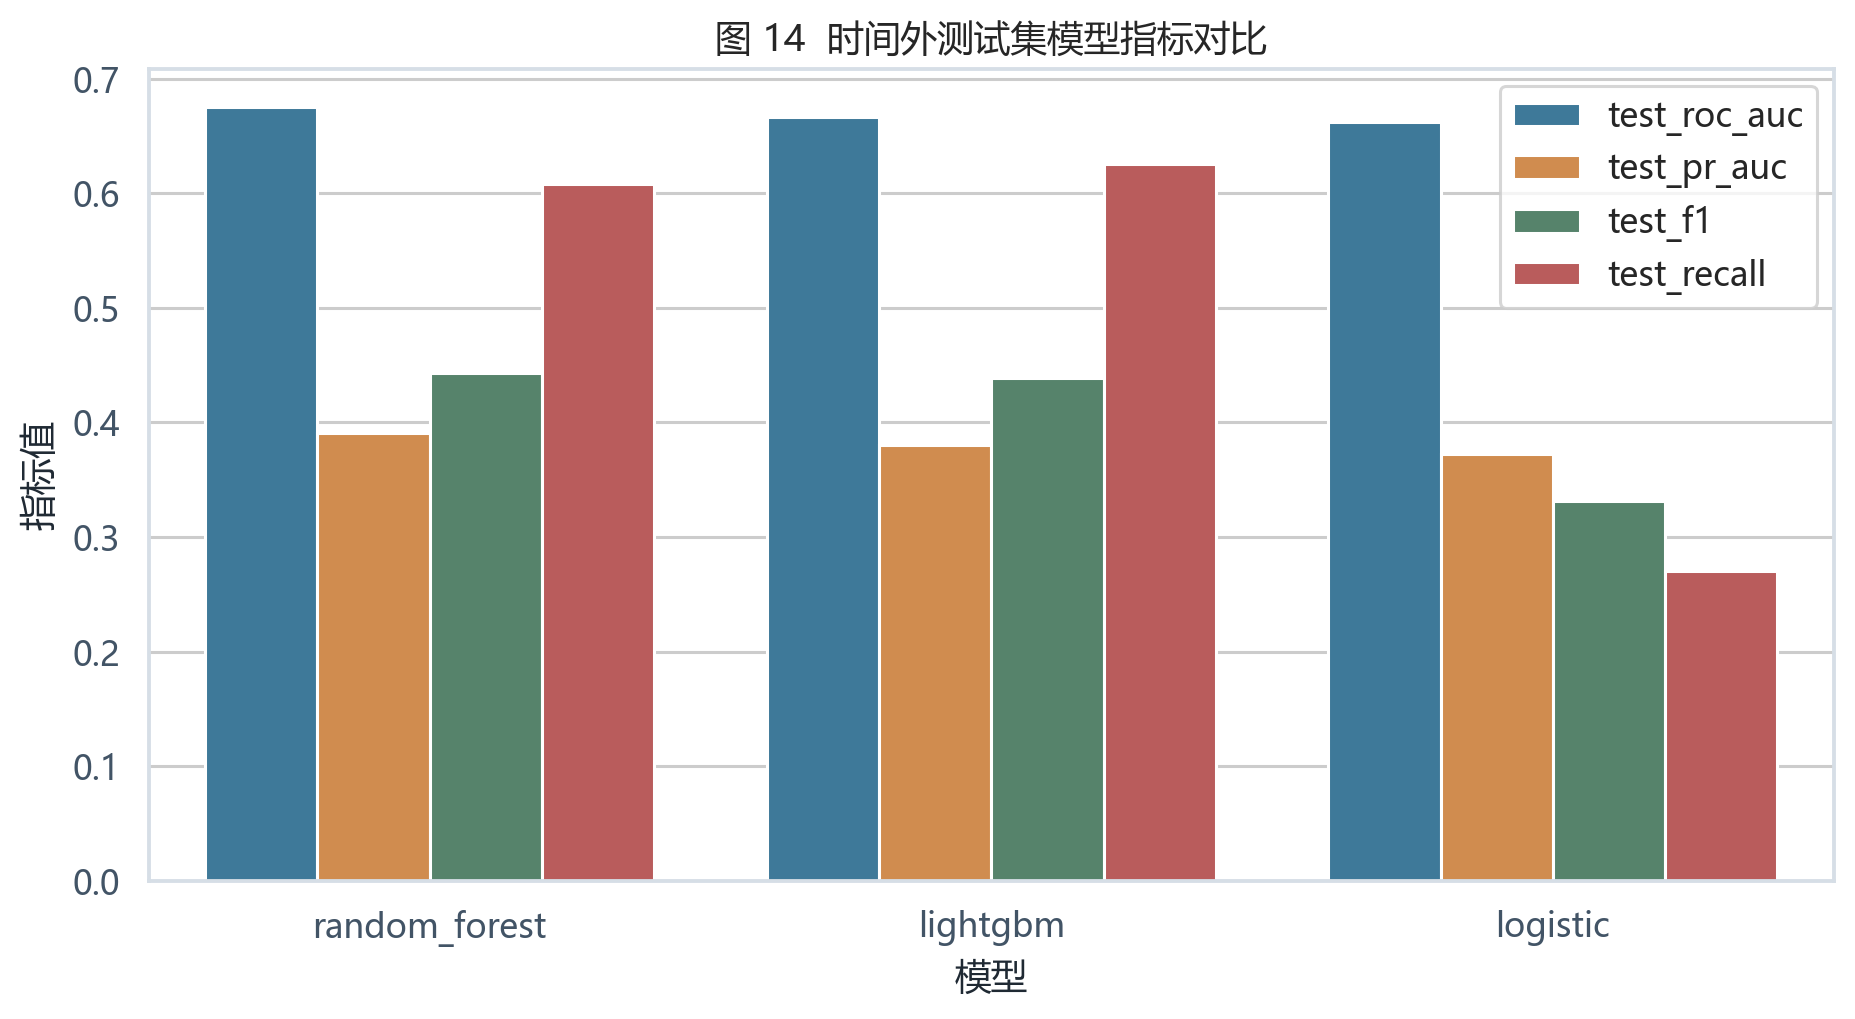 图 14  时间外测试集模型指标对比
指标值
0.7
0.6
0.5
0.4
0.3
0.2
0.1
0.0
test_roc_auc
test_pr_auc
test_f1
test_recall
random_forest
lightgbm
logistic
模型